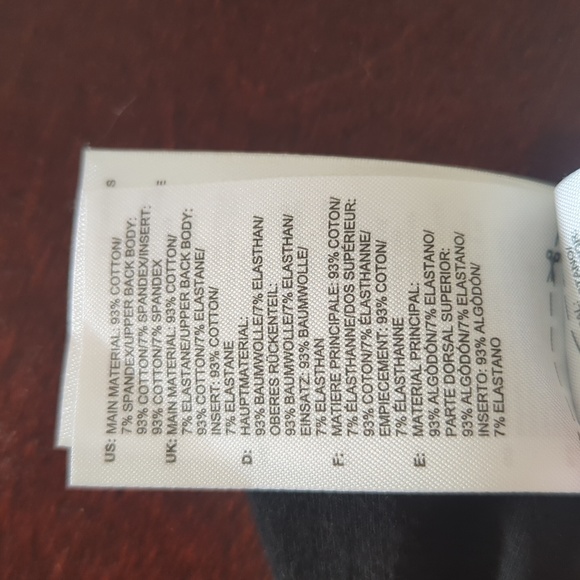 US: MAIN MATERIAL: 93% COTTON/
7% SPANDEX/UPPER BACK BODY:
93% COTTON/7% SPANDEX/INSERT:
93% COTTON/7% SPANDEX
UK: MAIN MATERIAL: 93% COTTON/
7% ELASTANE/UPPER BACK BODY:
93% COTTON/7% ELASTANE/
INSERT: 93% COTTON/
7% ELASTANE
D: HAUPTMATERIAL:
93% BAUMWOLLE/7% ELASTHAN/
OBERES RÜCKENTEIL:
93% BAUMWOLLE/7% ELASTHAN/
EINSATZ: 93% BAUMWOLLE/
7% ELASTHAN
F: MATIERE PRINCIPALE: 93% COTON/
7% ÉLASTHANNE/DOS SUPÉRIEUR:
93% COTON/7% ÉLASTHANNE/
EMPIECEMENT: 93% COTON/
7% ÉLASTHANNE
E: MATERIAL PRINCIPAL:
93% ALGODÓN/7% ELASTANO/
PARTE DORSAL SUPERIOR:
93% ALGODÓN/7% ELASTANO/
INSERTO: 93% ALGODÓN/
7% ELASTANO